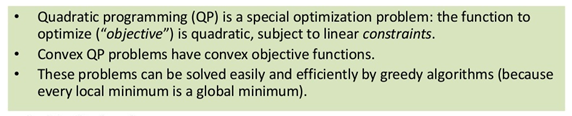 • Quadratic programming (QP) is a special optimization problem: the function to
optimize (“objective”) is quadratic, subject to linear constraints.
• Convex QP problems have convex objective functions.
• These problems can be solved easily and efficiently by greedy algorithms (because
every local minimum is a global minimum).